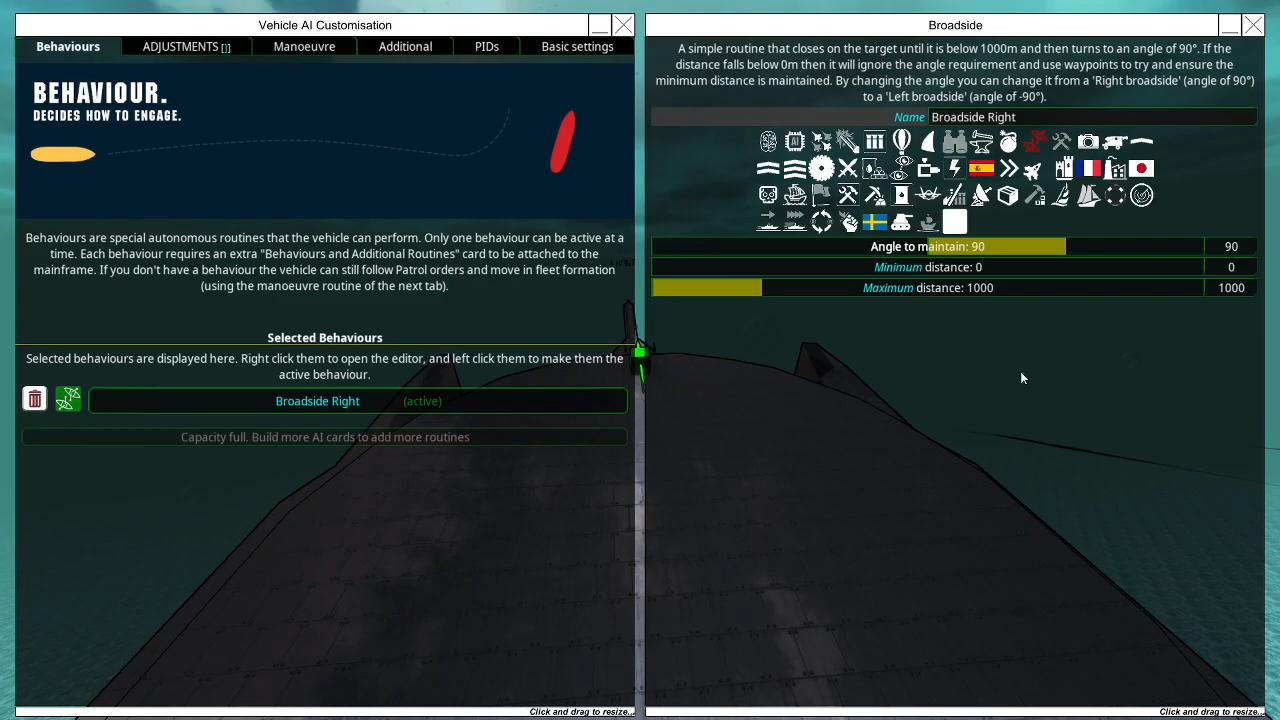 Vehicle AI Customisation
Behaviours
ADJUSTMENTS []
Manoeuvre
Additional
PIDs
Basic settings
BEHAVIOUR.
DECIDES HOW TO ENGAGE.
Behaviours are special autonomous routines that the vehicle can perform. Only one behaviour can be active at a
time. Each behaviour requires an extra "Behaviours and Additional Routines" card to be attached to the
mainframe. If you don't have a behaviour the vehicle can still follow Patrol orders and move in fleet formation
(using the manoeuvre routine of the next tab).
Selected Behaviours
Selected behaviours are displayed here. Right click them to open the editor, and left click them to make them the
active behaviour.
Broadside Right (active)
Capacity full. Build more AI cards to add more routines
Click and drag to resize...
Broadside
A simple routine that closes on the target until it is below 1000m and then turns to an angle of 90°. If the
distance falls below 0m then it will ignore the angle requirement and use waypoints to try and ensure the
minimum distance is maintained. By changing the angle you can change it from a 'Right broadside' (angle of 90°)
to a 'Left broadside' (angle of -90°).
Name Broadside Right
AI
Angle to maintain: 90 90
Minimum distance: 0 0
Maximum distance: 1000 1000
Click and drag to resize...